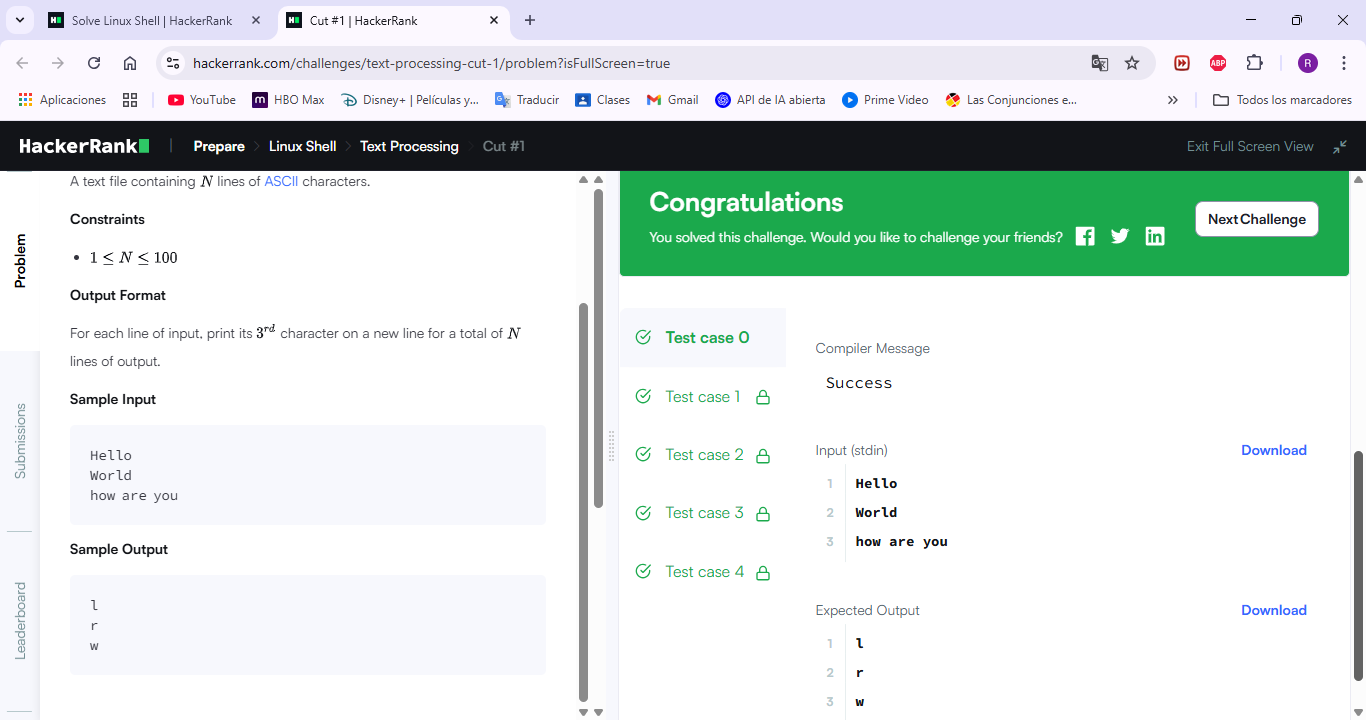 Solve Linux Shell | HackerRank
Cut #1 | HackerRank
hackerrank.com/challenges/text-processing-cut-1/problem?isFullScreen=true
ABP
R
Aplicaciones
YouTube
HBO Max
Disney+ | Películas y...
Traducir
Clases
Gmail
API de IA abierta
Prime Video
Las Conjunciones e...
Todos los marcadores
HackerRank
Prepare
Linux Shell
Text Processing
Cut #1
Exit Full Screen View
Problem
Submissions
Leaderboard
A text file containing N lines of ASCII characters.
Constraints
• 1 ≤ N ≤ 100
Output Format
For each line of input, print its 3rd character on a new line for a total of N
lines of output.
Sample Input
Hello
World
how are you
Sample Output
l
r
w
Congratulations
You solved this challenge. Would you like to challenge your friends?
Next Challenge
Test case 0
Test case 1
Test case 2
Test case 3
Test case 4
Compiler Message
Success
Input (stdin)
Download
1 Hello
2 World
3 how are you
Expected Output
Download
1 l
2 r
3 w